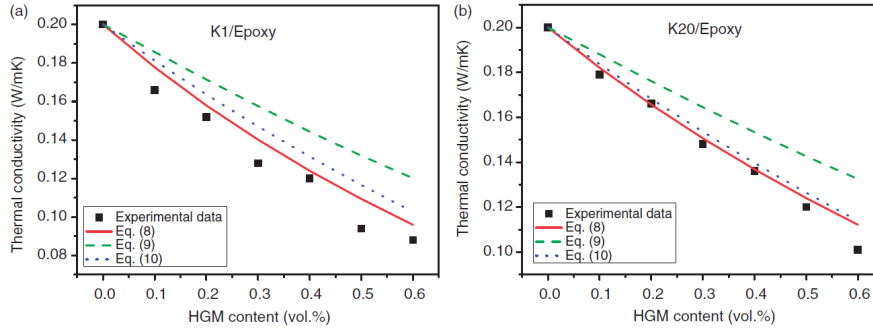 (a)
K1/Epoxy
Thermal conductivity (W/mK)
0.20
0.18
0.16
0.14
0.12
0.10
0.08
Experimental data
Eq. (8)
Eq. (9)
Eq. (10)
0.0 0.1 0.2 0.3 0.4 0.5 0.6
HGM content (vol.%)
(b)
K20/Epoxy
Thermal conductivity (W/mK)
0.20
0.18
0.16
0.14
0.12
0.10
Experimental data
Eq. (8)
Eq. (9)
Eq. (10)
0.0 0.1 0.2 0.3 0.4 0.5 0.6
HGM content (vol.%)